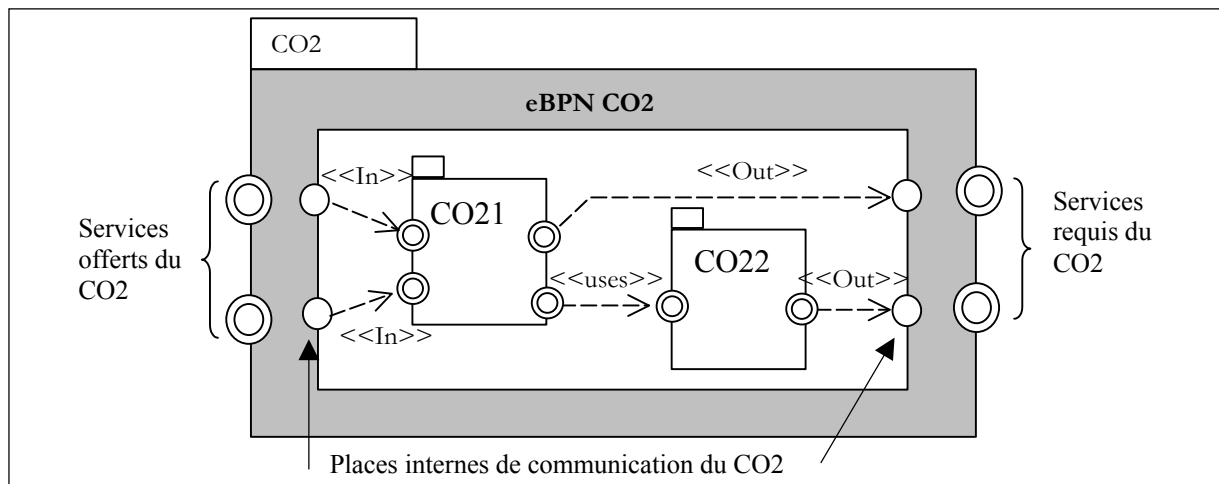 CO2
eBPN CO2
<<In>>
<<Out>>
CO21
Services
offerts du
CO2
Services
requis du
CO2
CO22
<<uses>>
<<Out>>
<<In>>
Places internes de communication du CO2